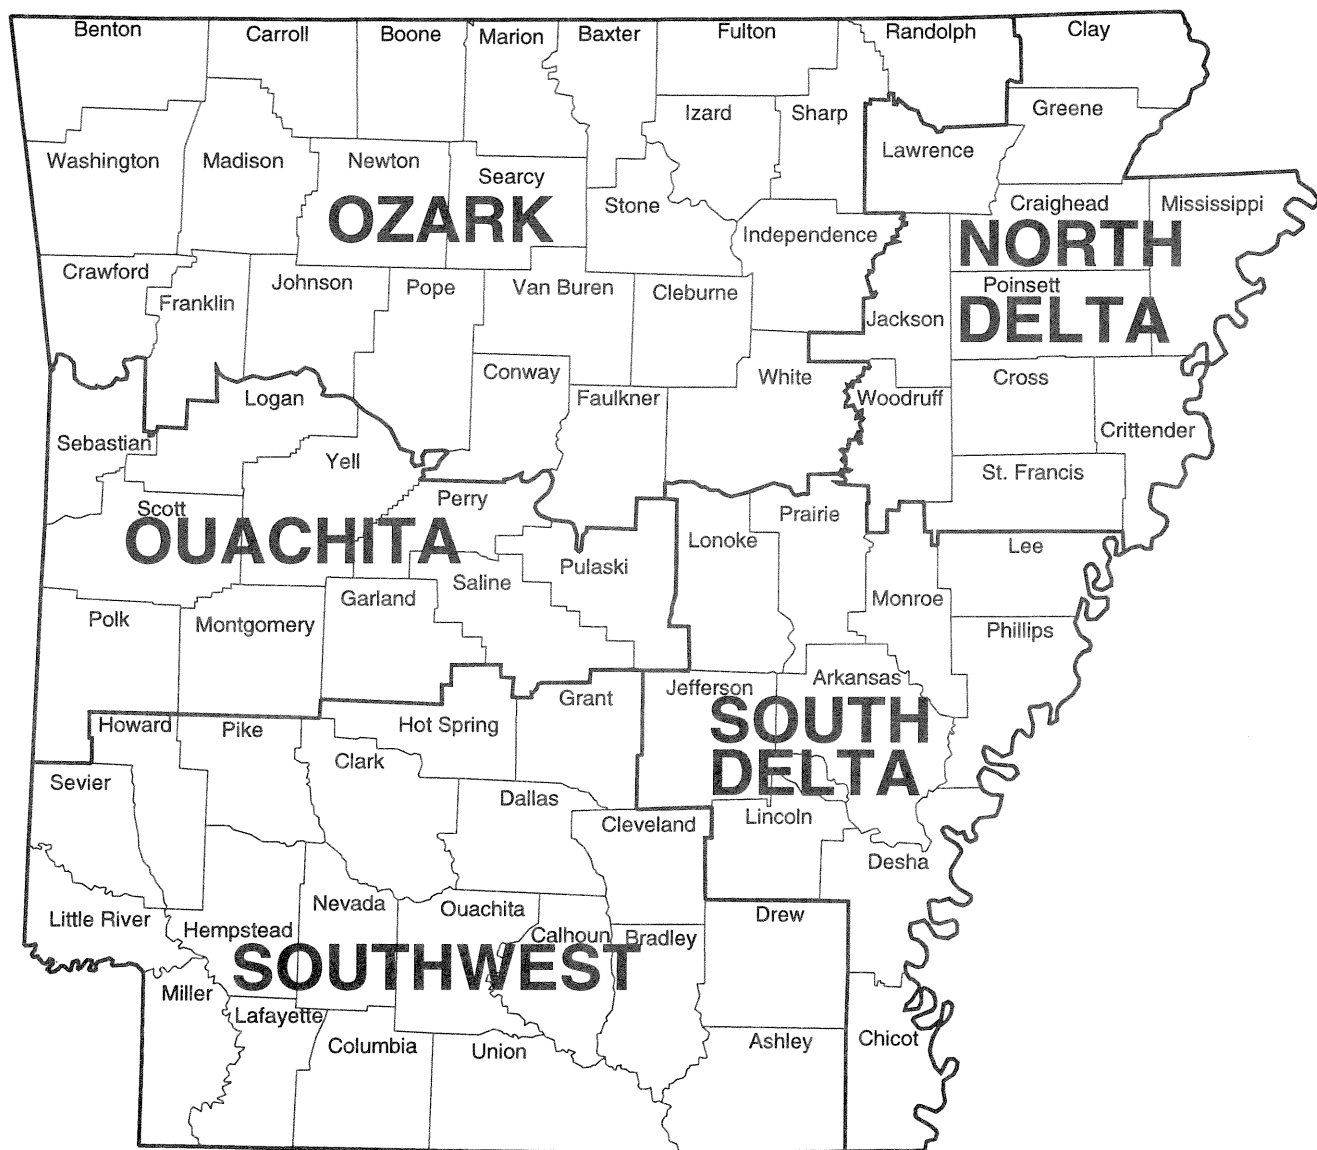 Benton Carroll Boone Marion Baxter Fulton Randolph Clay
Izard Sharp Greene
Washington Madison Newton Searcy Lawrence
Stone Craighead Mississippi
OZARK
Independence NORTH
Crawford Franklin Johnson Pope Van Buren Cleburne Poinsett
Jackson DELTA
Conway White Cross
Logan Faulkner Woodruff
Sebastian Crittender
Yell St. Francis
Perry
Scott Prairie
OUACHITA Lonoke Lee
Pulaski
Saline
Garland Monroe
Polk Montgomery Phillips
Arkansas
Grant Jefferson
Howard Pike Hot Spring SOUTH
Clark DELTA
Sevier Dallas
Cleveland Lincoln
Desha
Little River Nevada Ouachita Drew
Hempstead Calhoun Bradley
SOUTHWEST
Miller
Lafayette
Columbia Union Ashley Chicot